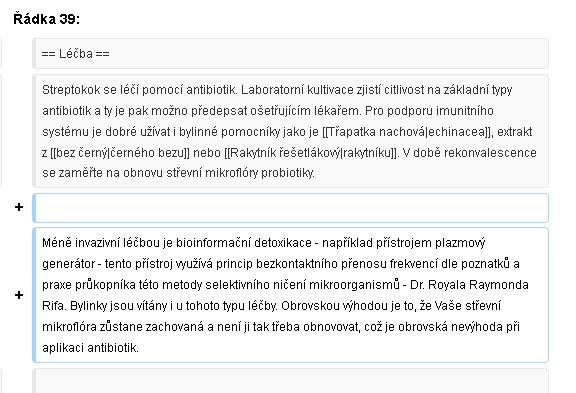 Řádka 39:
== Léčba ==
Streptokok se léčí pomocí antibiotik. Laboratorní kultivace zjistí citlivost na základní typy
antibiotik a ty je pak možno předepsat ošetřujícím lékařem. Pro podporu imunitního
systému je dobré užívat i bylinné pomocníky jako je [[Třapatka nachová|echinacea]], extrakt
z [[bez černý|černého bezu]] nebo [[Rakytník řešetlákový|rakytníku]]. V době rekonvalescence
se zaměřte na obnovu střevní mikroflóry probiotiky.
+
+
Méně invazivní léčbou je bioinformační detoxikace - například přístrojem plazmový
generátor - tento přístroj využívá princip bezkontaktního přenosu frekvencí dle poznatků a
praxe průkopníka této metody selektivního ničení mikroorganismů - Dr. Royala Raymonda
Rifa. Bylinky jsou vítány i u tohoto typu léčby. Obrovskou výhodou je to, že Vaše střevní
mikroflóra zůstane zachovaná a není ji tak třeba obnovovat, což je obrovská nevýhoda při
aplikaci antibiotik.